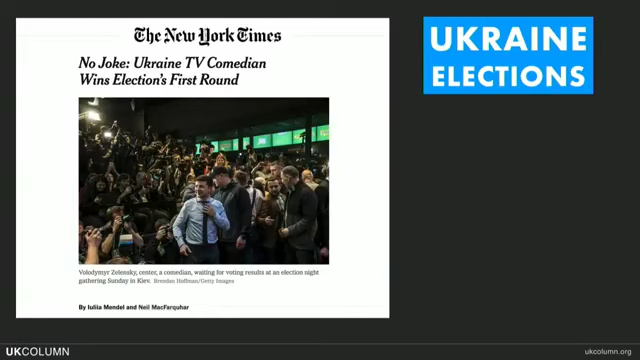 The New York Times
No Joke: Ukraine TV Comedian
Wins Election's First Round
Volodymyr Zelensky, center, a comedian, waiting for voting results at an election night
gathering Sunday in Kiev. Brendan Hoffman/Getty Images
By Iuliia Mendel and Neil MacFarquhar
UKRAINE
ELECTIONS
UKCOLUMN
ukcolumn.org